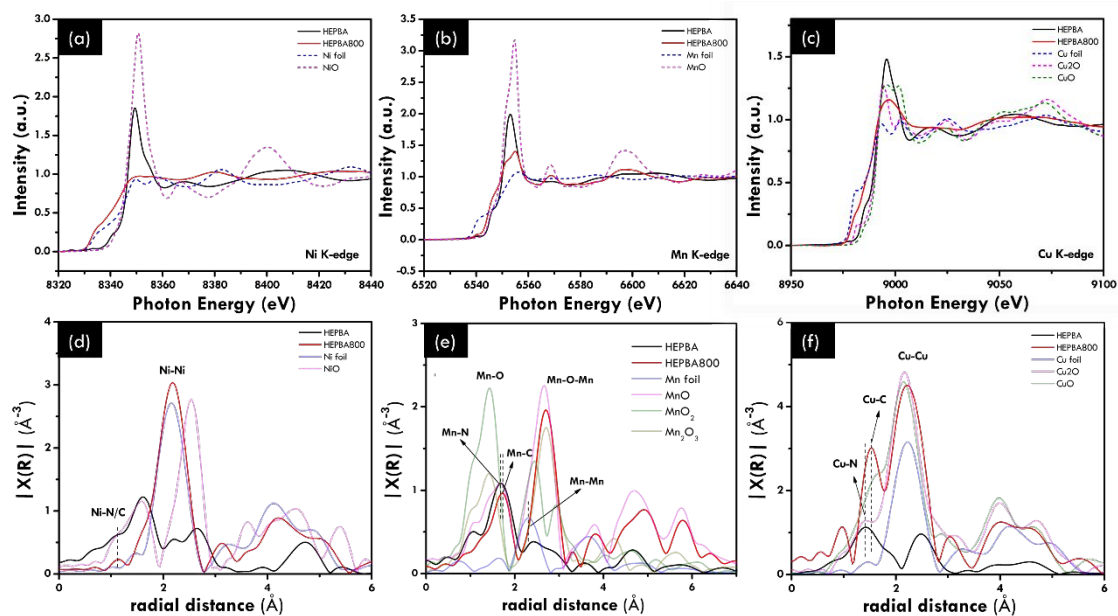 (a)
HEPBA
HEPBA800
Ni foil
NiO
Intensity (a.u.)
0.0
0.5
1.0
1.5
2.0
2.5
3.0
8320 8340 8360 8380 8400 8420 8440
Ni K-edge
Photon Energy (eV)
(b)
HEPBA
HEPBA800
Mn foil
MnO
Intensity (a.u.)
-0.5
0.0
0.5
1.0
1.5
2.0
2.5
3.0
3.5
6520 6540 6560 6580 6600 6620 6640
Mn K-edge
Photon Energy (eV)
(c)
HEPBA
HEPBA800
Cu foil
Cu2O
CuO
Intensity (a.u.)
0.0
0.5
1.0
1.5
8950 9000 9050 9100
Cu K-edge
Photon Energy (eV)
(d)
HEPBA
HEPBA800
Ni foil
NiO
Ni-Ni
Ni-N/C
|X(R)| (Å⁻³)
0
1
2
3
4
0 1 2 3 4 5 6
radial distance (Å)
(e)
HEPBA
HEPBA800
Mn foil
MnO
MnO₂
Mn₂O₃
Mn-O
Mn-O-Mn
Mn-N
Mn-C
Mn-Mn
|X(R)| (Å⁻³)
0
1
2
3
0 2 4 6
radial distance (Å)
(f)
HEPBA
HEPBA800
Cu foil
Cu2O
CuO
Cu-Cu
Cu-C
Cu-N
|X(R)| (Å⁻³)
0
2
4
6
0 1 2 3 4 5 6
radial distance (Å)